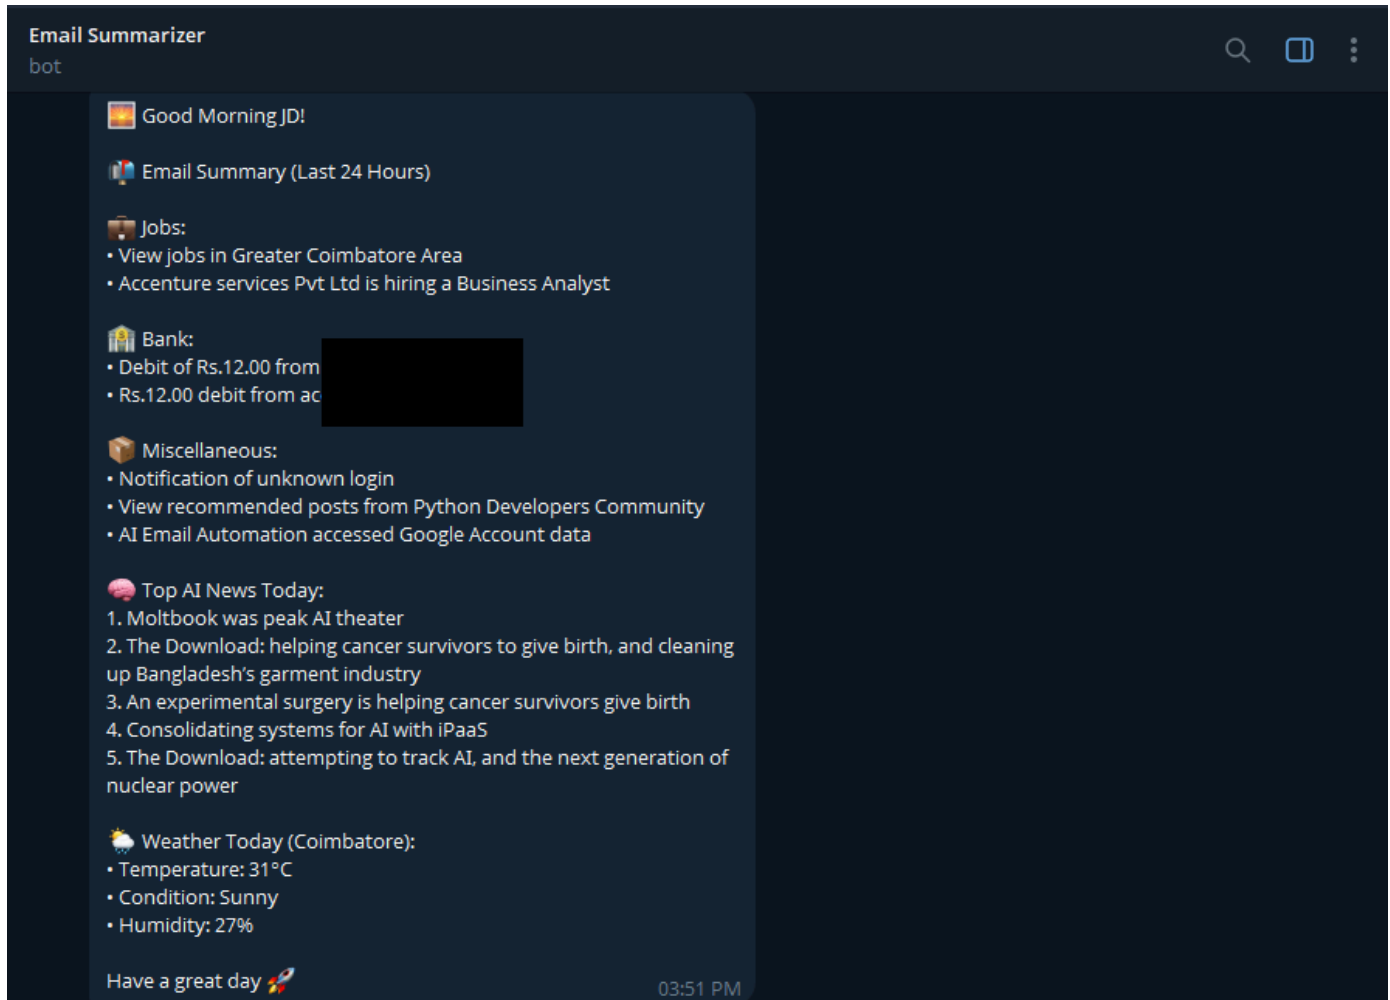 Email Summarizer
bot
Good Morning JD!
Email Summary (Last 24 Hours)
Jobs:
• View jobs in Greater Coimbatore Area
• Accenture services Pvt Ltd is hiring a Business Analyst
Bank:
• Debit of Rs.12.00 from
• Rs.12.00 debit from
Miscellaneous:
• Notification of unknown login
• View recommended posts from Python Developers Community
• AI Email Automation accessed Google Account data
Top AI News Today:
1. Moltbook was peak AI theater
2. The Download: helping cancer survivors to give birth, and cleaning
up Bangladesh’s garment industry
3. An experimental surgery is helping cancer survivors give birth
4. Consolidating systems for AI with iPaaS
5. The Download: attempting to track AI, and the next generation of
nuclear power
Weather Today (Coimbatore):
• Temperature: 31°C
• Condition: Sunny
• Humidity: 27%
Have a great day
03:51 PM